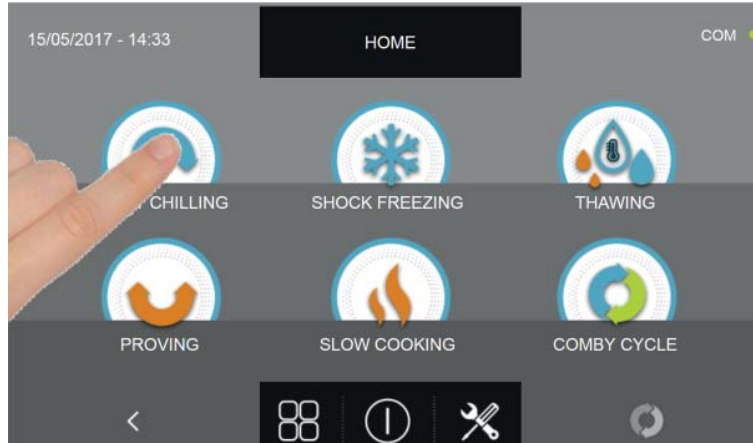 15/05/2017 - 14:33
HOME
COM
CHILLING
SHOCK FREEZING
THAWING
PROVING
SLOW COOKING
COMBY CYCLE